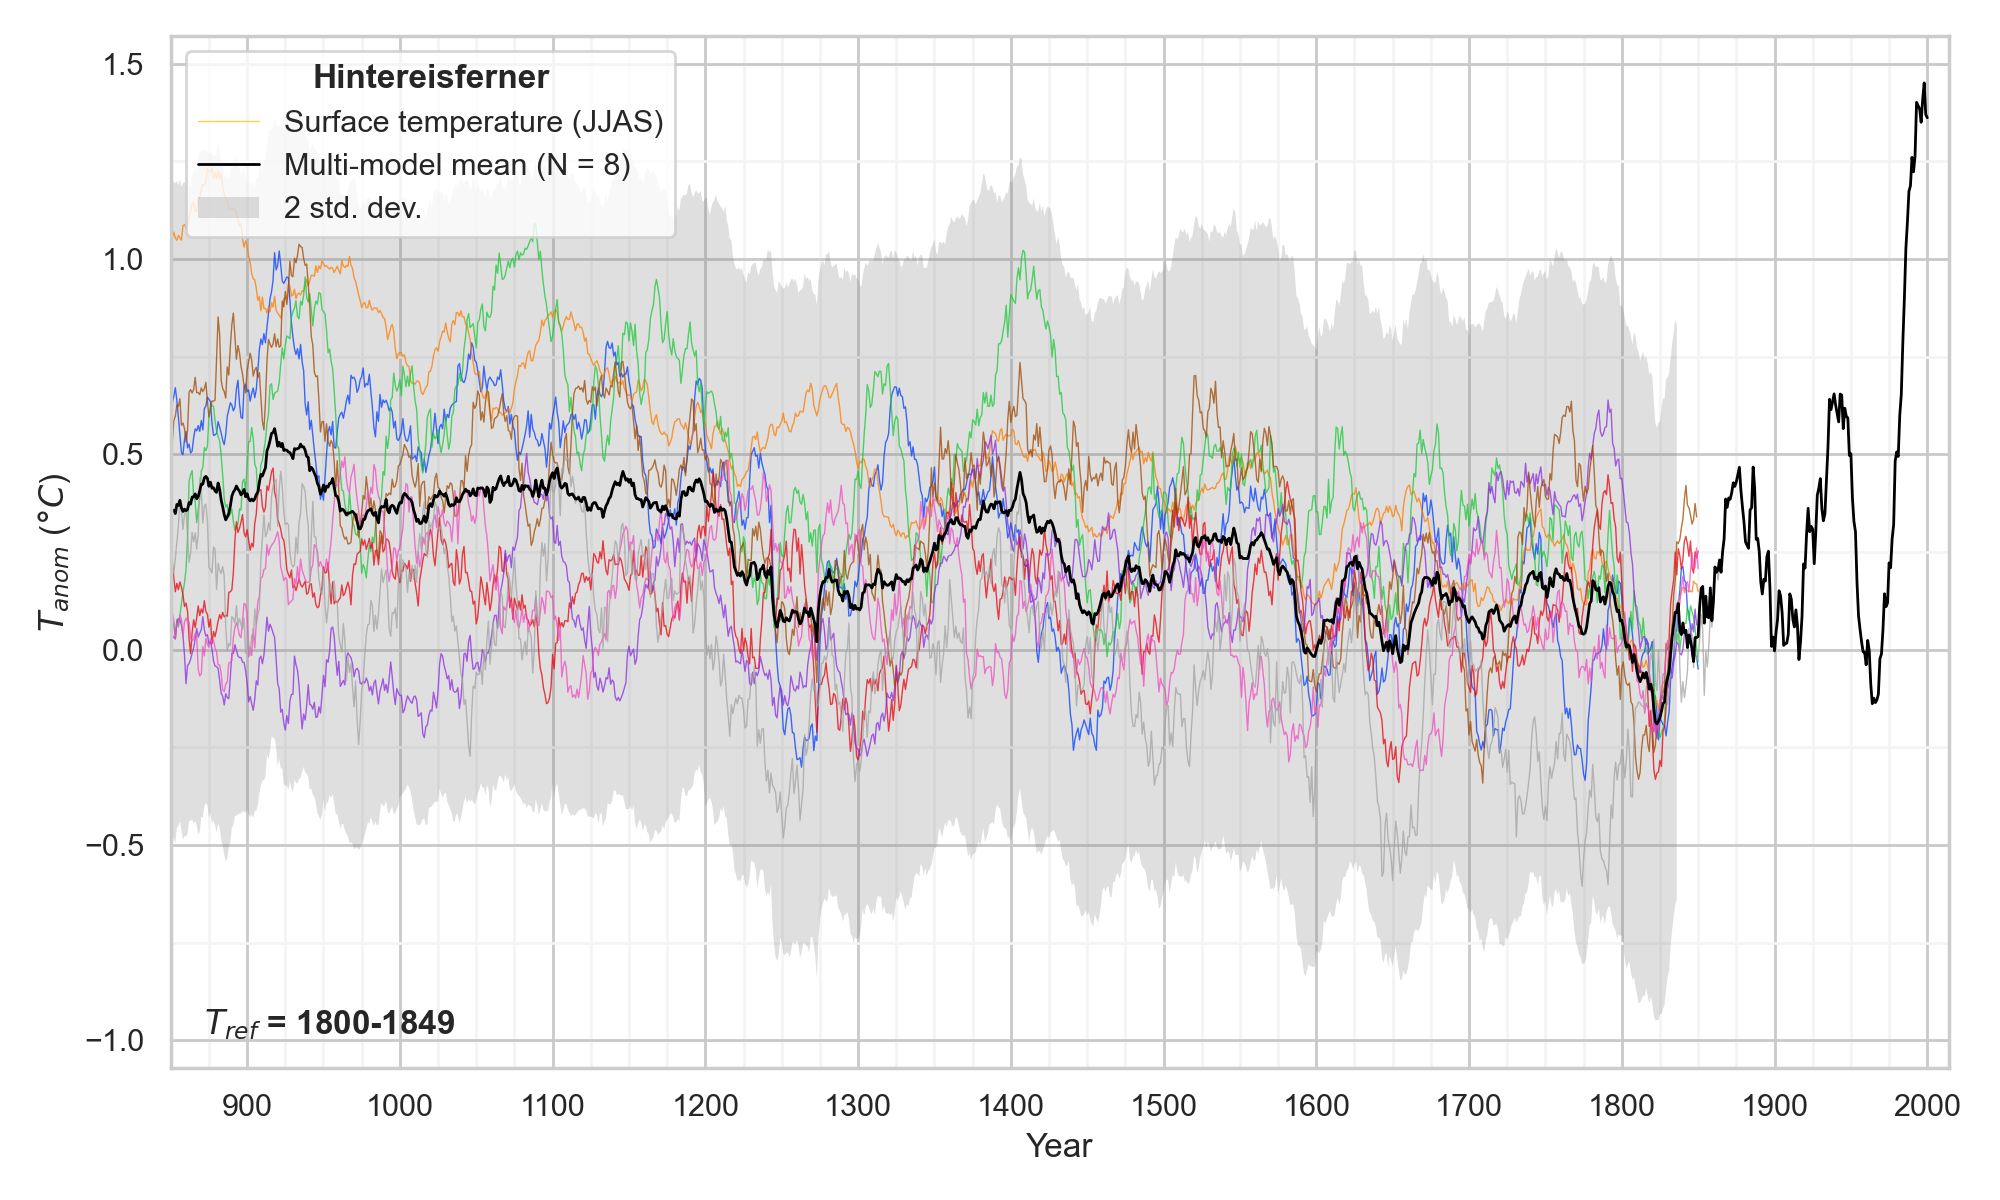 Hintereisferner
Surface temperature (JJAS)
Multi-model mean (N = 8)
2 std. dev.
1.5
1.0
0.5
0.0
−0.5
−1.0
T_anom (°C)
T_ref = 1800-1849
900 1000 1100 1200 1300 1400 1500 1600 1700 1800 1900 2000
Year